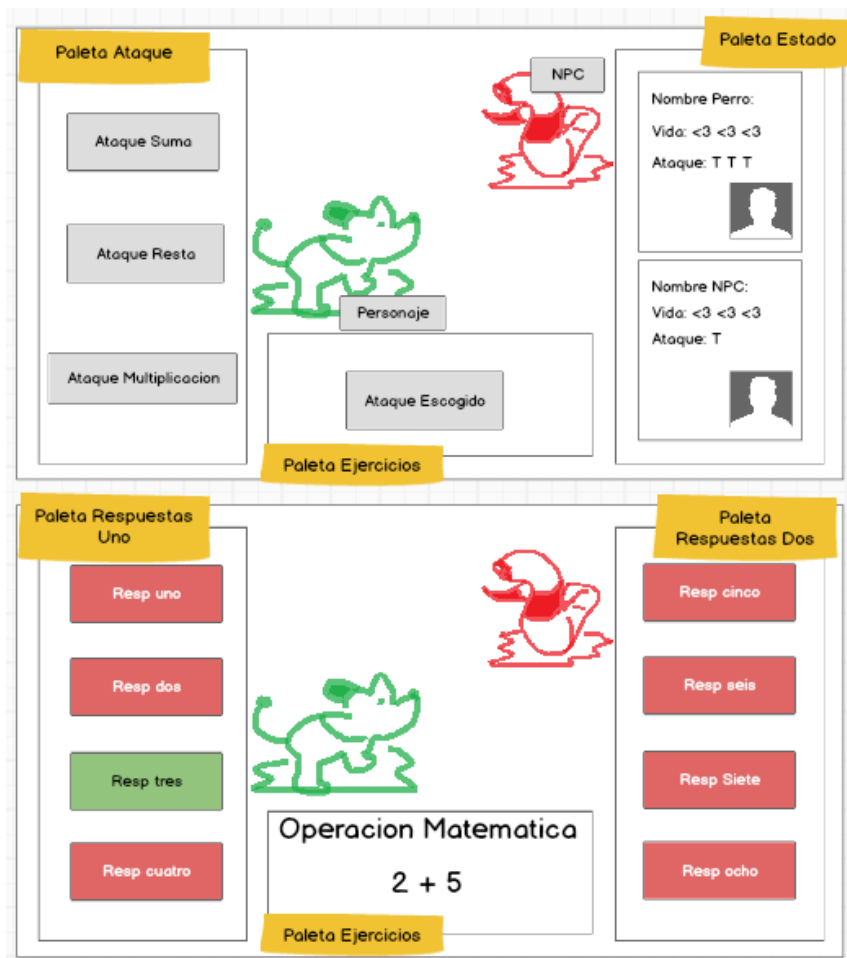 Paleta Ataque
Ataque Suma
Ataque Resta
Ataque Multiplicacion
NPC
Personaje
Ataque Escogido
Paleta Ejercicios
Paleta Estado
Nombre Perro:
Vida: <3 <3 <3
Ataque: T T T
Nombre NPC:
Vida: <3 <3 <3
Ataque: T
Paleta Respuestas
Uno
Resp uno
Resp dos
Resp tres
Resp cuatro
Operacion Matematica
2 + 5
Paleta Ejercicios
Paleta
Respuestas Dos
Resp cinco
Resp seis
Resp Siete
Resp ocho